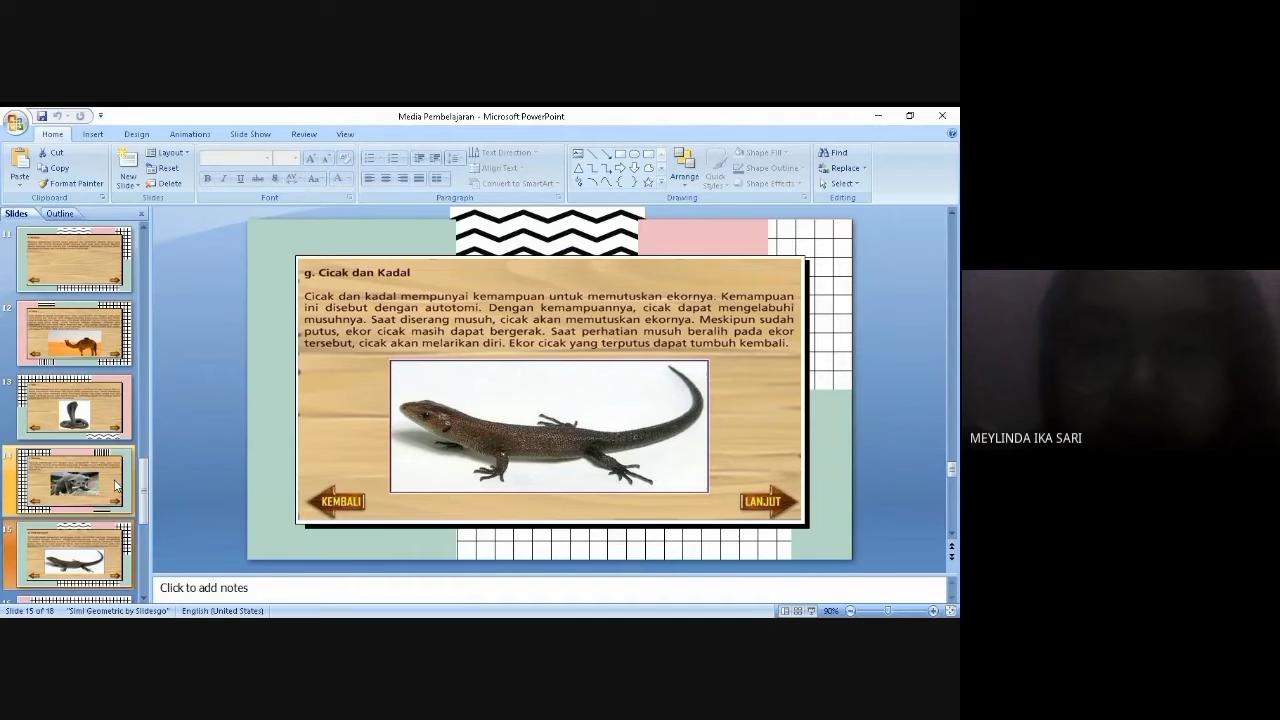 Media Pembelajaran - Microsoft PowerPoint
Home Insert Design Animations Slide Show Review View
Paste
Cut
Copy
Format Painter
Clipboard
New Slide
Layout
Reset
Delete
Slides
B I U abe S AV Aa A
Font
Text Direction
Align Text
Convert to SmartArt
Paragraph
Arrange
Quick Styles
Shape Fill
Shape Outline
Shape Effects
Drawing
Find
Replace
Select
Editing
Slides Outline
11
12
13
14
15
g. Cicak dan Kadal
Cicak dan kadal mempunyai kemampuan untuk memutuskan ekornya. Kemampuan
ini disebut dengan autotomi. Dengan kemampuannya, cicak dapat mengelabuhi
musuhnya. Saat diserang musuh, cicak akan memutuskan ekornya. Meskipun sudah
putus, ekor cicak masih dapat bergerak. Saat perhatian musuh beralih pada ekor
tersebut, cicak akan melarikan diri. Ekor cicak yang terputus dapat tumbuh kembali.
KEMBALI
LANJUT
MEYLINDA IKA SARI
Click to add notes
Slide 15 of 18 "Siml Geometric by Slidesgo" English (United States) 90%